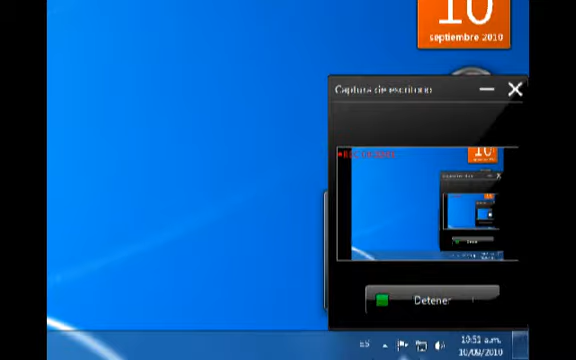 10
septiembre 2010
Captura de escritorio
Detener
ES
10:51 a.m.
10/09/2010